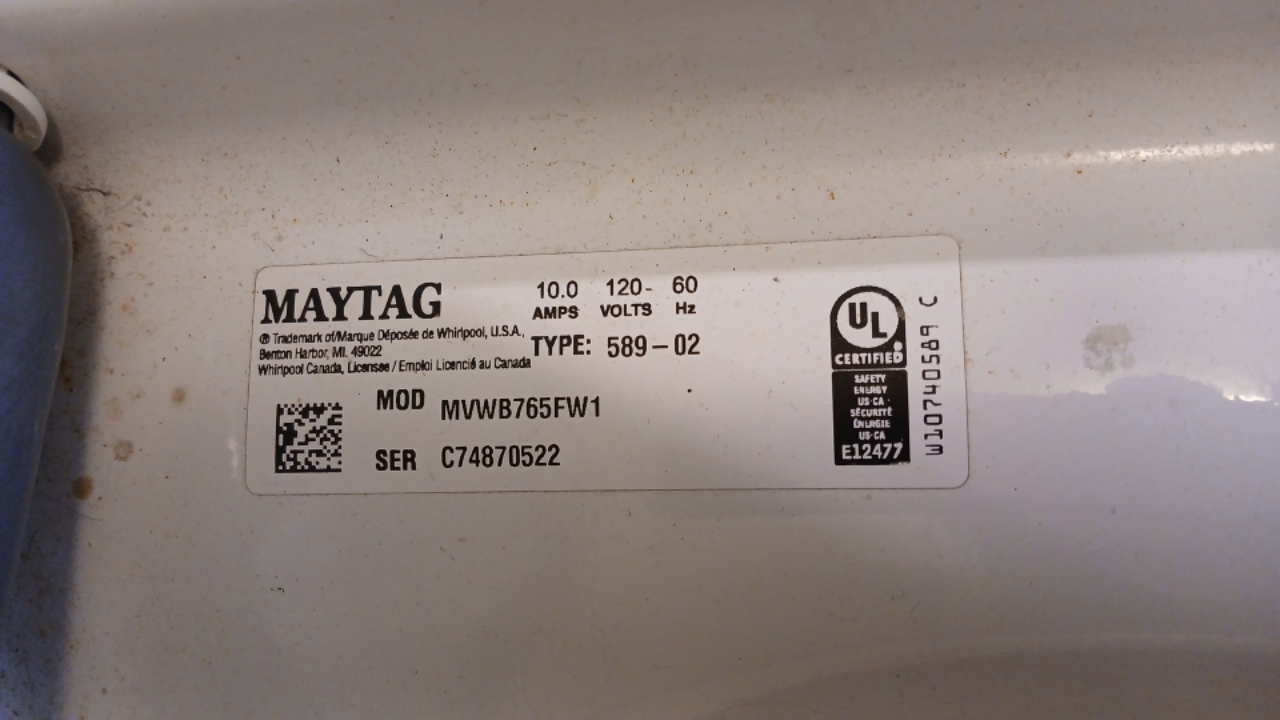 MAYTAG
® Trademark of/Marque Déposée de Whirlpool, U.S.A.,
Benton Harbor, MI. 49022
Whirlpool Canada, Licensee / Emploi Licencié au Canada
10.0 120- 60
AMPS VOLTS Hz
TYPE: 589-02
MOD MVWB765FW1
SER C74870522
UL
CERTIFIED
SAFETY
ENERGY
US-CA
SÉCURITÉ
ÉNERGIE
US-CA
E12477
W10740589 C